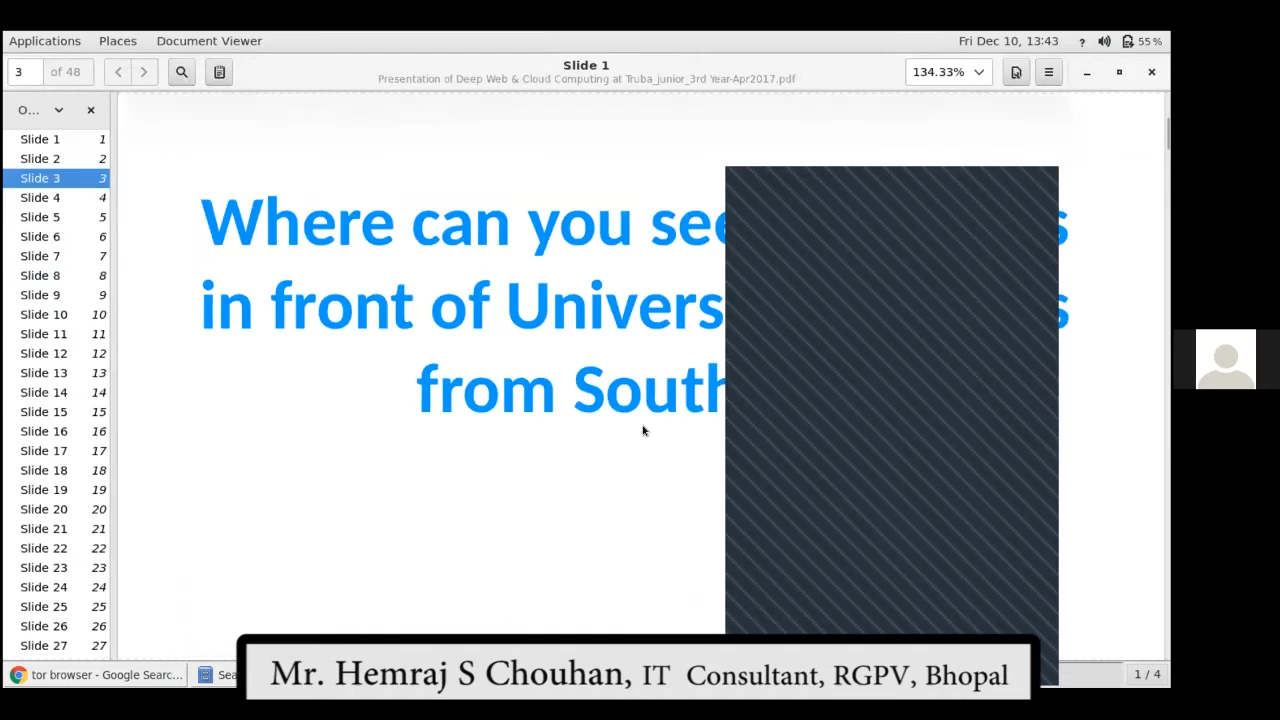 Applications Places Document Viewer Fri Dec 10, 13:43 ? 55 %
3 of 48 Slide 1 134.33%
Presentation of Deep Web & Cloud Computing at Truba_junior_3rd Year-Apr2017.pdf
O...
Slide 1 1
Slide 2 2
Slide 3 3
Slide 4 4
Slide 5 5
Slide 6 6
Slide 7 7
Slide 8 8
Slide 9 9
Slide 10 10
Slide 11 11
Slide 12 12
Slide 13 13
Slide 14 14
Slide 15 15
Slide 16 16
Slide 17 17
Slide 18 18
Slide 19 19
Slide 20 20
Slide 21 21
Slide 22 22
Slide 23 23
Slide 24 24
Slide 25 25
Slide 26 26
Slide 27 27
Where can you
in front of
from
tor browser - Google Searc... 1 / 4
Mr. Hemraj S Chouhan, IT Consultant, RGPV, Bhopal